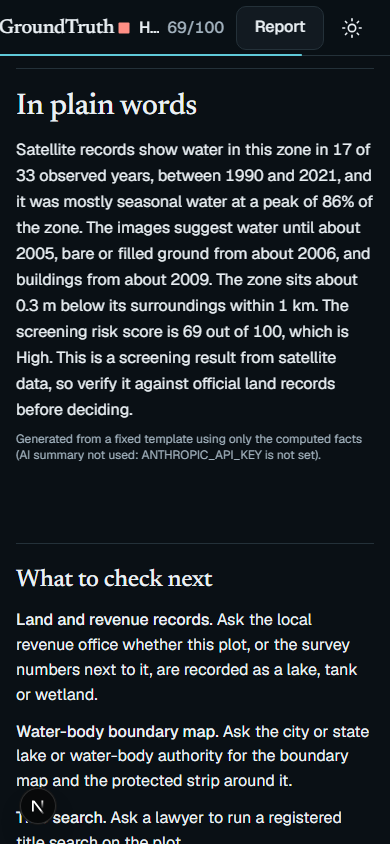 GroundTruth H... 69/100 Report
In plain words
Satellite records show water in this zone in 17 of
33 observed years, between 1990 and 2021, and
it was mostly seasonal water at a peak of 86% of
the zone. The images suggest water until about
2005, bare or filled ground from about 2006, and
buildings from about 2009. The zone sits about
0.3 m below its surroundings within 1 km. The
screening risk score is 69 out of 100, which is
High. This is a screening result from satellite
data, so verify it against official land records
before deciding.
Generated from a fixed template using only the computed facts
(AI summary not used: ANTHROPIC_API_KEY is not set).
What to check next
Land and revenue records. Ask the local
revenue office whether this plot, or the survey
numbers next to it, are recorded as a lake, tank
or wetland.
Water-body boundary map. Ask the city or state
lake or water-body authority for the boundary
map and the protected strip around it.
N
search. Ask a lawyer to run a registered
title search on the plot